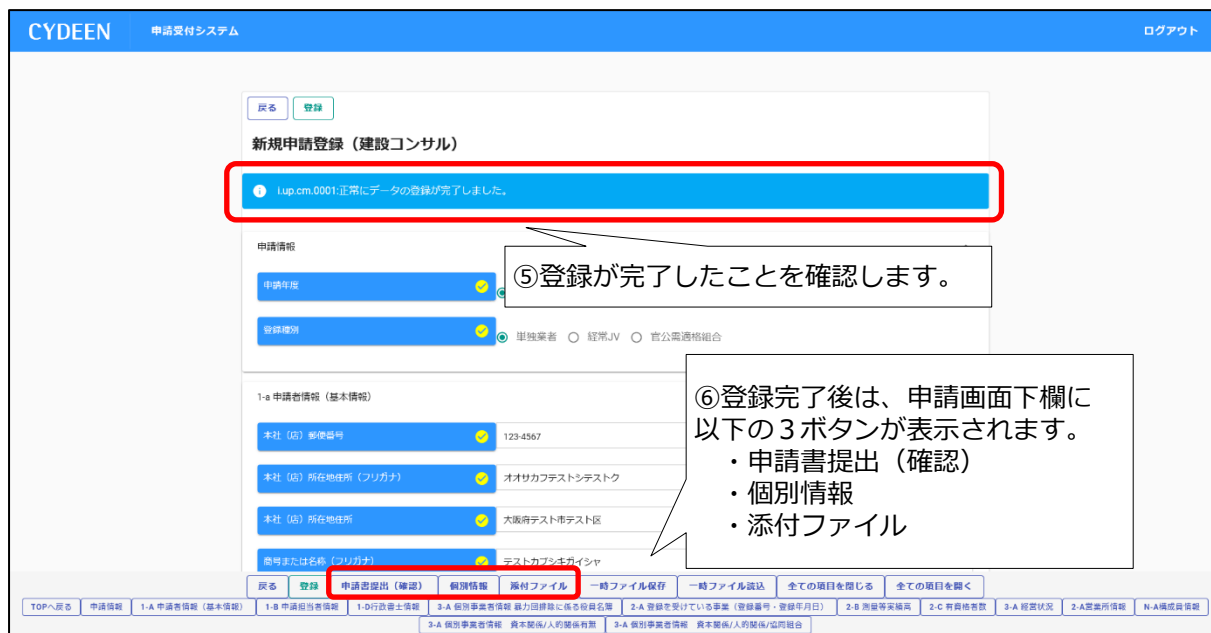 CYDEEN 申請受付システム ログアウト
戻る 登録
新規申請登録（建設コンサル）
i.up.cm.0001:正常にデータの登録が完了しました。
申請情報
⑤登録が完了したことを確認します。
申請年度
登録種別 単独業者 経常JV 官公需適格組合
1-a 申請者情報（基本情報）
⑥登録完了後は、申請画面下欄に
以下の３ボタンが表示されます。
・申請書提出（確認）
・個別情報
・添付ファイル
本社（店）郵便番号 123-4567
本社（店）所在地住所（フリガナ） オオサカフテストシテストク
本社（店）所在地住所 大阪府テスト市テスト区
商号または名称（フリガナ） テストカブシキガイシャ
戻る 登録 申請書提出（確認） 個別情報 添付ファイル 一時ファイル保存 一時ファイル読込 全ての項目を閉じる 全ての項目を開く
TOPへ戻る 申請情報 1-A 申請者情報（基本情報） 1-B 申請担当者情報 1-D行政書士情報 3-A 個別事業者情報 暴力団排除に係る役員名簿 2-A 登録を受けている事業（登録番号・登録年月日） 2-B 測量等実績高 2-C 有資格者数 3-A 経営状況 2-A営業所情報 N-A構成員情報
3-A 個別事業者情報 資本関係/人的関係有無 3-A 個別事業者情報 資本関係/人的関係/協同組合